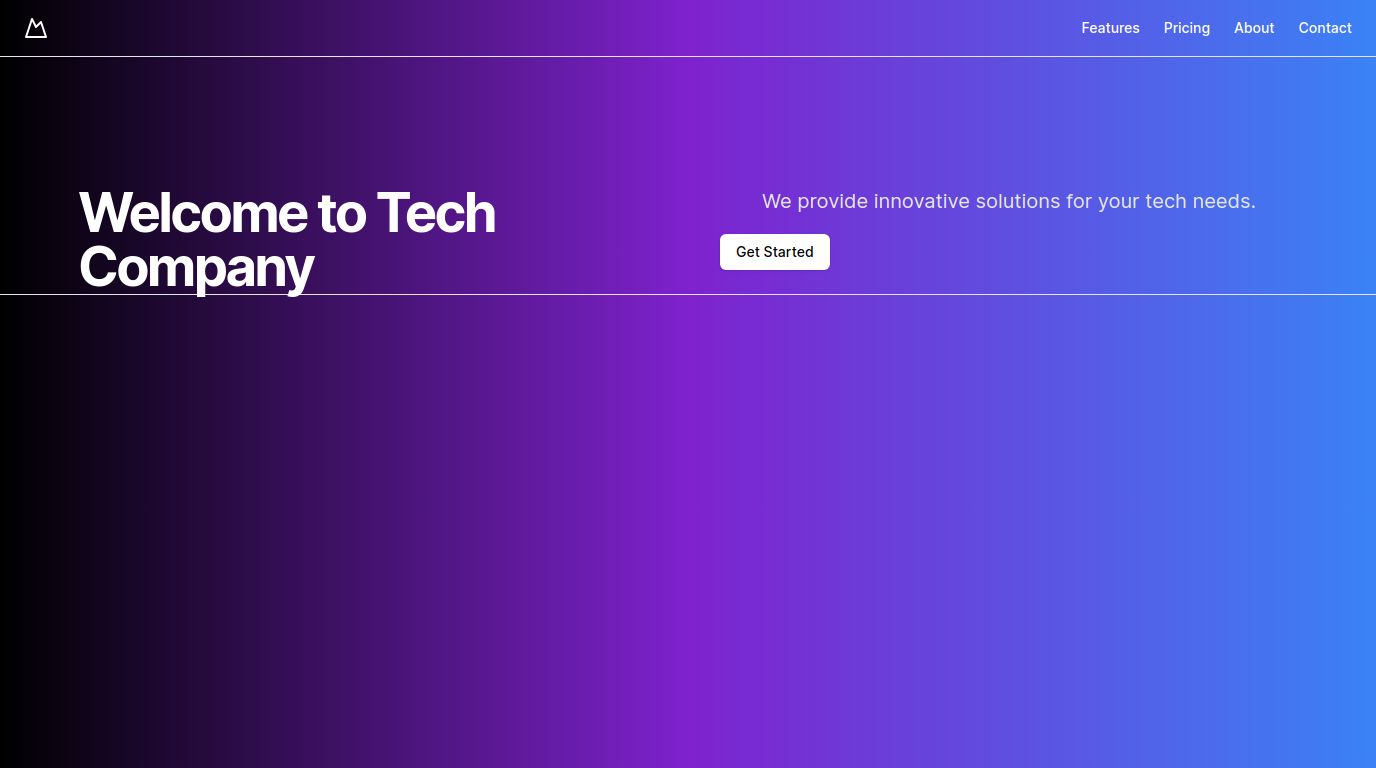 Features Pricing About Contact
Welcome to Tech
Company
We provide innovative solutions for your tech needs.
Get Started